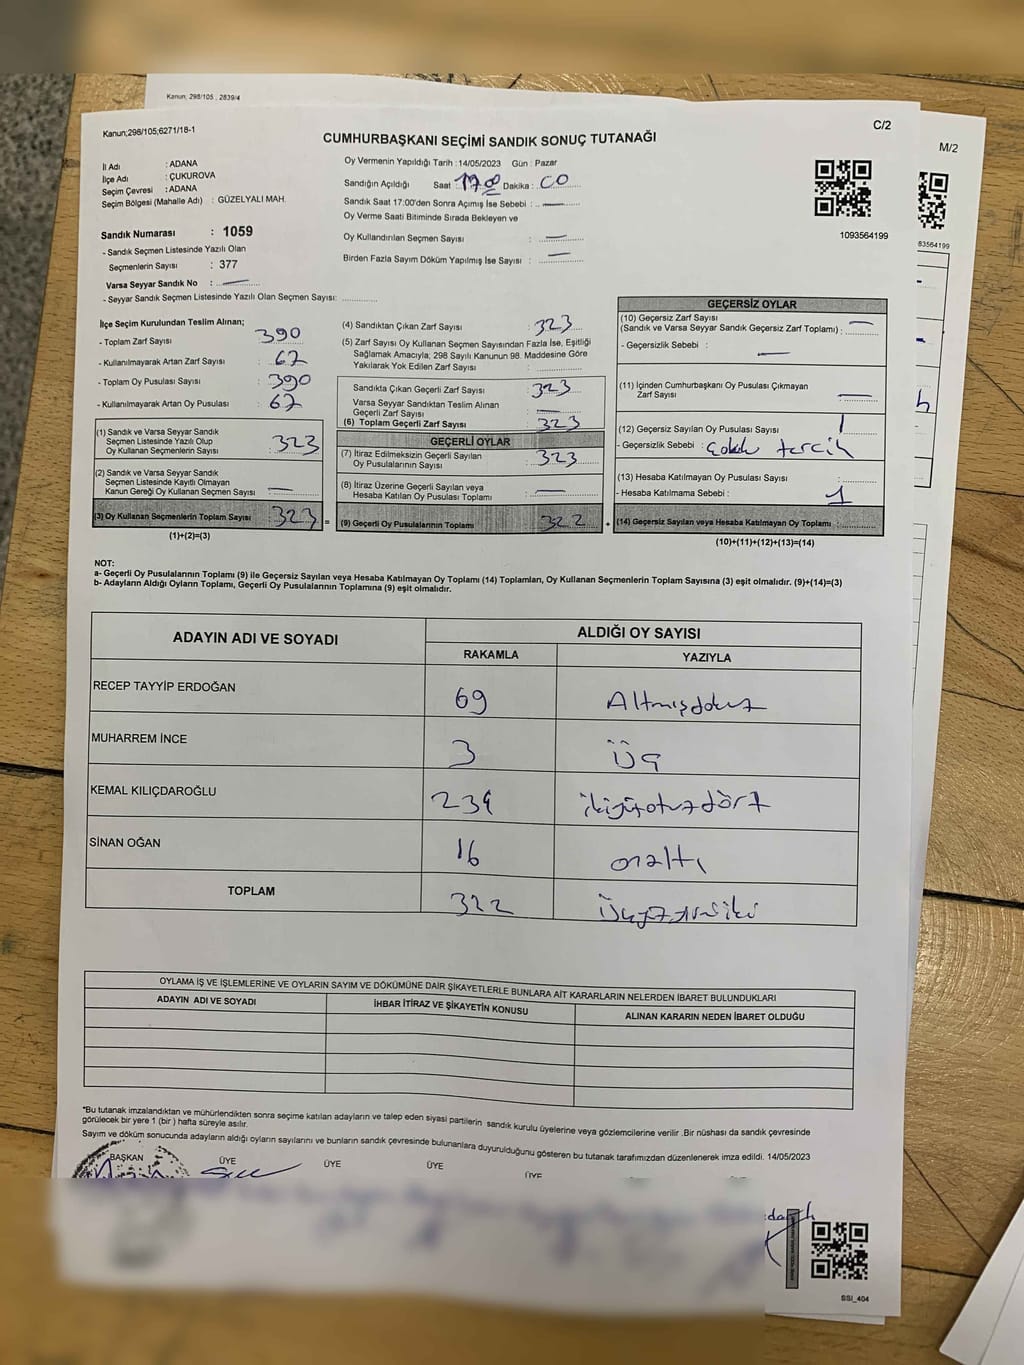 Kanun; 298/105 , 2839/4
Kanun;298/105;6271/18-1
C/2
M/2
CUMHURBAŞKANI SEÇİMİ SANDIK SONUÇ TUTANAĞI
İl Adı : ADANA
İlçe Adı : ÇUKUROVA
Seçim Çevresi : ADANA
Seçim Bölgesi (Mahalle Adı) : GÜZELYALI MAH.
Sandık Numarası : 1059
- Sandık Seçmen Listesinde Yazılı Olan
Seçmenlerin Sayısı : 377
Varsa Seyyar Sandık No : —
- Seyyar Sandık Seçmen Listesinde Yazılı Olan Seçmen Sayısı: ................
Oy Vermenin Yapıldığı Tarih :14/05/2023 Gün : Pazar
Sandığın Açıldığı Saat : 17.00 Dakika : 00
Sandık Saat 17:00'den Sonra Açımış İse Sebebi : —
Oy Verme Saati Bitiminde Sırada Bekleyen ve
Oy Kullandırılan Seçmen Sayısı : —
Birden Fazla Sayım Döküm Yapılmış İse Sayısı : —
1093564199
93564199
İlçe Seçim Kurulundan Teslim Alınan;
- Toplam Zarf Sayısı : 390
- Kullanılmayarak Artan Zarf Sayısı : 67
- Toplam Oy Pusulası Sayısı : 390
- Kullanılmayarak Artan Oy Pusulası : 67
(1) Sandık ve Varsa Seyyar Sandık
Seçmen Listesinde Yazılı Olup
Oy Kullanan Seçmenlerin Sayısı : 323
(2) Sandık ve Varsa Seyyar Sandık
Seçmen Listesinde Kayıtlı Olmayan
Kanun Gereği Oy Kullanan Seçmen Sayısı : —
(3) Oy Kullanan Seçmenlerin Toplam Sayısı 323 =
(1)+(2)=(3)
(4) Sandıktan Çıkan Zarf Sayısı : 323
(5) Zarf Sayısı Oy Kullanan Seçmen Sayısından Fazla İse, Eşitliği
Sağlamak Amacıyla, 298 Sayılı Kanunun 98. Maddesine Göre
Yakılarak Yok Edilen Zarf Sayısı :
Sandıkta Çıkan Geçerli Zarf Sayısı : 323
Varsa Seyyar Sandıktan Teslim Alınan
Geçerli Zarf Sayısı : —
(6) Toplam Geçerli Zarf Sayısı : 323
GEÇERLİ OYLAR
(7) İtiraz Edilmeksizin Geçerli Sayılan
Oy Pusulalarının Sayısı : 323
(8) İtiraz Üzerine Geçerli Sayılan veya
Hesaba Katılan Oy Pusulası Toplamı : —
(9) Geçerli Oy Pusulalarının Toplamı 322 +
GEÇERSİZ OYLAR
(10) Geçersiz Zarf Sayısı
(Sandık ve Varsa Seyyar Sandık Geçersiz Zarf Toplamı) : —
- Geçersizlik Sebebi : —
(11) İçinden Cumhurbaşkanı Oy Pusulası Çıkmayan
Zarf Sayısı : —
(12) Geçersiz Sayılan Oy Pusulası Sayısı : 1
- Geçersizlik Sebebi : tercih
(13) Hesaba Katılmayan Oy Pusulası Sayısı :
- Hesaba Katılmama Sebebi : 1
(14) Geçersiz Sayılan veya Hesaba Katılmayan Oy Toplamı :
(10)+(11)+(12)+(13)=(14)
NOT:
a- Geçerli Oy Pusulalarının Toplamı (9) ile Geçersiz Sayılan veya Hesaba Katılmayan Oy Toplamı (14) Toplamları, Oy Kullanan Seçmenlerin Toplam Sayısına (3) eşit olmalıdır. (9)+(14)=(3)
b- Adayların Aldığı Oyların Toplamı, Geçerli Oy Pusulalarının Toplamına (9) eşit olmalıdır.
ADAYIN ADI VE SOYADI ALDIĞI OY SAYISI
RAKAMLA YAZIYLA
RECEP TAYYİP ERDOĞAN 69 Altmışdokuz
MUHARREM İNCE 3 üç
KEMAL KILIÇDAROĞLU 234 ikiyüzotuzdört
SİNAN OĞAN 16 onaltı
TOPLAM 322 üçyüzyirmiiki
OYLAMA İŞ VE İŞLEMLERİNE VE OYLARIN SAYIM VE DÖKÜMÜNE DAİR ŞİKAYETLERLE BUNLARA AİT KARARLARIN NELERDEN İBARET BULUNDUKLARI
ADAYIN ADI VE SOYADI İHBAR İTİRAZ VE ŞİKAYETİN KONUSU ALINAN KARARIN NEDEN İBARET OLDUĞU
*Bu tutanak imzalandıktan ve mühürlendikten sonra seçime katılan adayların ve talep eden siyasi partilerin sandık kurulu üyelerine veya gözlemcilerine verilir .Bir nüshası da sandık çevresinde
görülecek bir yere 1 (bir ) hafta süreyle asılır.
Sayım ve döküm sonucunda adayların aldığı oyların sayılarını ve bunların sandık çevresinde bulunanlara duyurulduğunu gösteren bu tutanak tarafımızdan düzenlenerek imza edildi. 14/05/2023
BAŞKAN ÜYE ÜYE ÜYE ÜYE
SSI_404